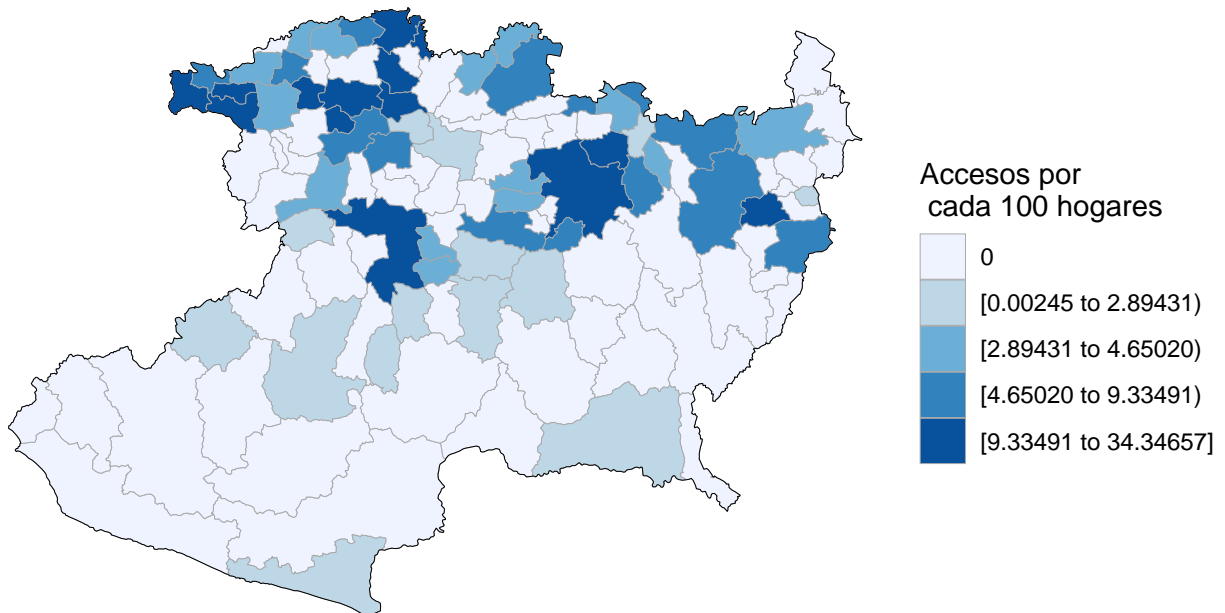 Accesos por
cada 100 hogares
0
[0.00245 to 2.89431)
[2.89431 to 4.65020)
[4.65020 to 9.33491)
[9.33491 to 34.34657]